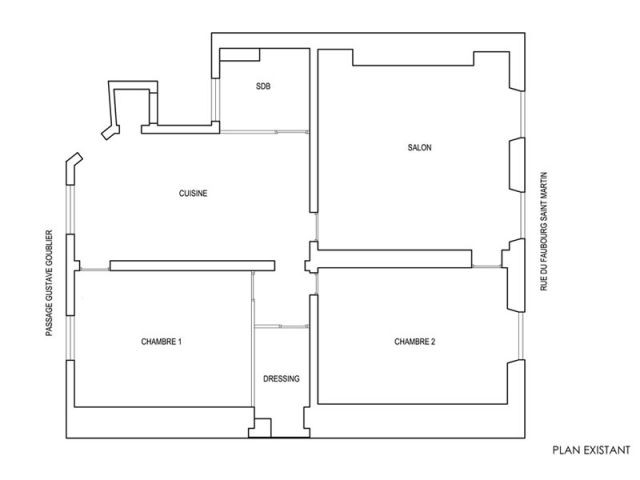 SDB
SALON
CUISINE
PASSAGE GUSTAVE GOUBLIER
RUE DU FAUBOURG SAINT MARTIN
CHAMBRE 1
CHAMBRE 2
DRESSING
PLAN EXISTANT